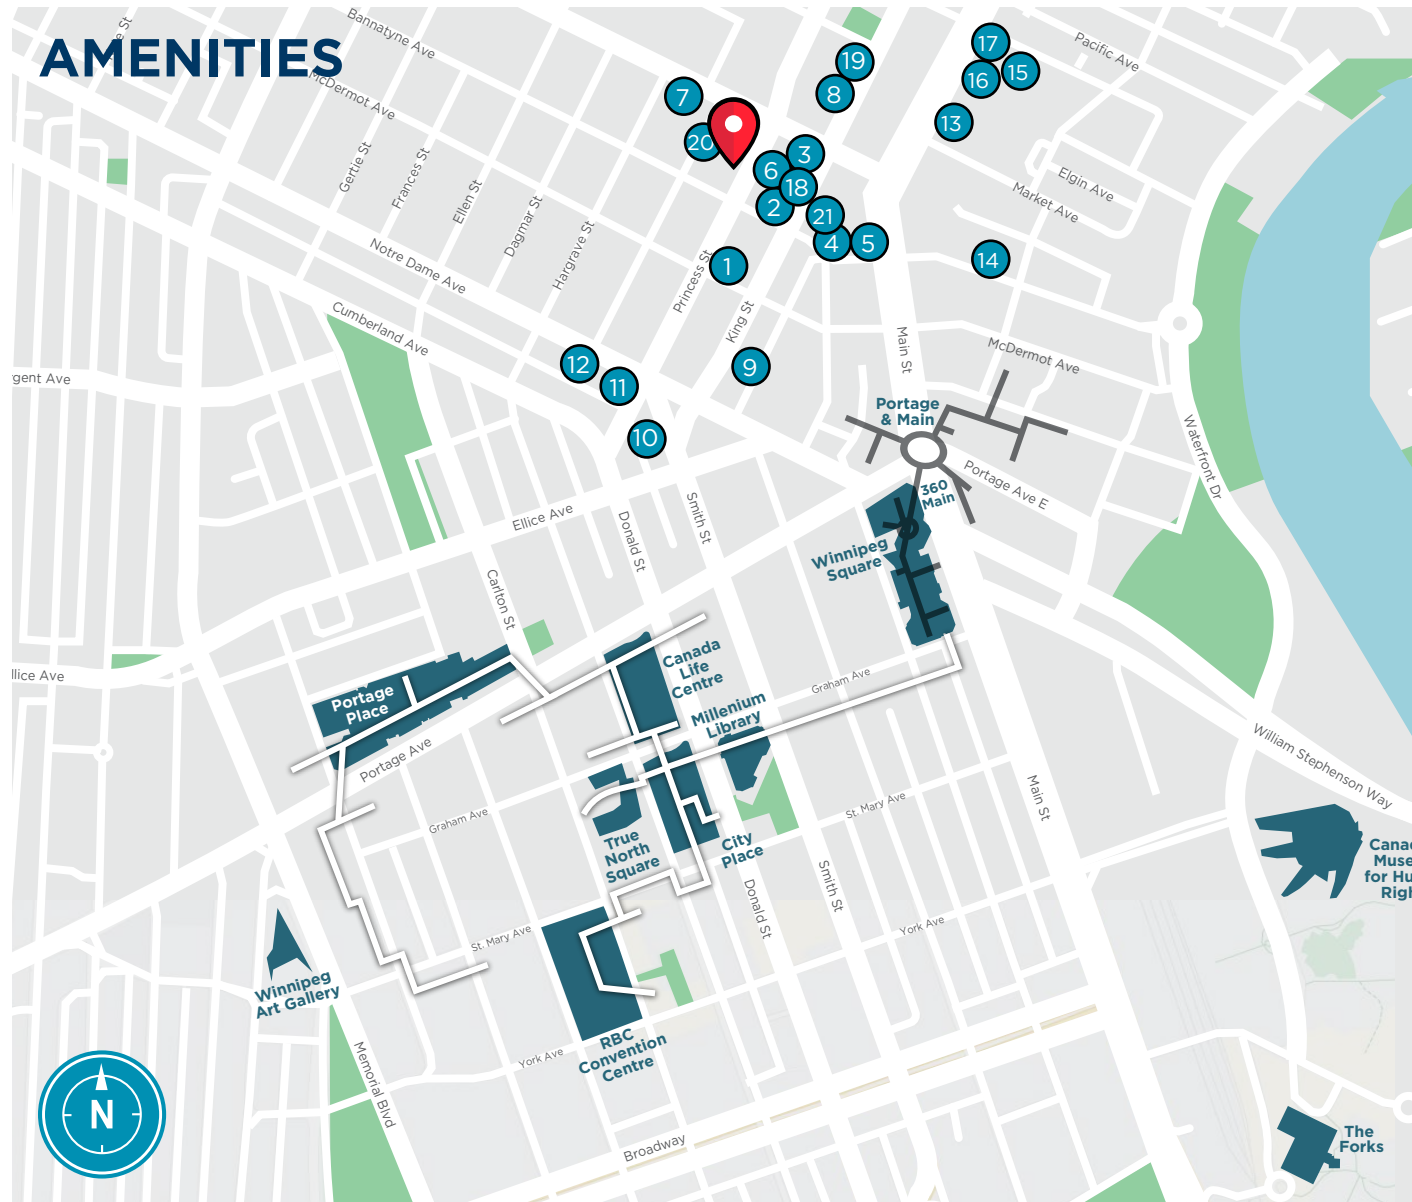 AMENITIES
Bannatyne Ave
McDermot Ave
Pacific Ave
17
19
16
15
7
8
13
20
3
6
18
2
21
4
5
1
14
Gertie St
Frances St
Ellen St
Dagmar St
Hargrave St
Elgin Ave
Market Ave
Notre Dame Ave
Princess St
King St
Cumberland Ave
Main St
McDermot Ave
12
11
9
10
Portage
& Main
Waterfront Dr
Portage Ave E
360
Main
Ellice Ave
Donald St
Smith St
Winnipeg
Square
Carlton St
Canada
Life
Centre
Graham Ave
Portage
Place
Millenium
Library
Portage Ave
William Stephenson Way
Main St
St. Mary Ave
Graham Ave
True
North
Square
City
Place
Donald St
Smith St
York Ave
St. Mary Ave
Winnipeg
Art Gallery
RBC
Convention
Centre
York Ave
Memorial Blvd
Broadway
N
The
Forks
for